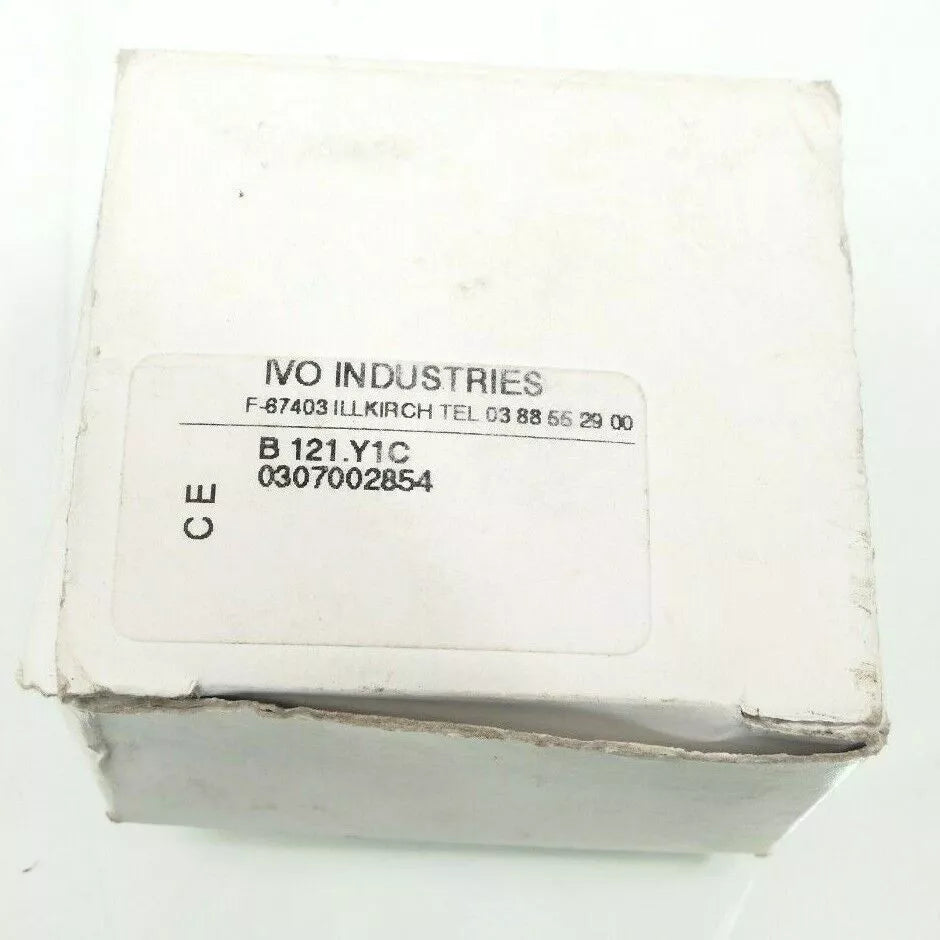 IVO INDUSTRIES
F-67403 ILLKIRCH TEL 03 88 55 29 00
B 121.Y1C
0307002854
CE